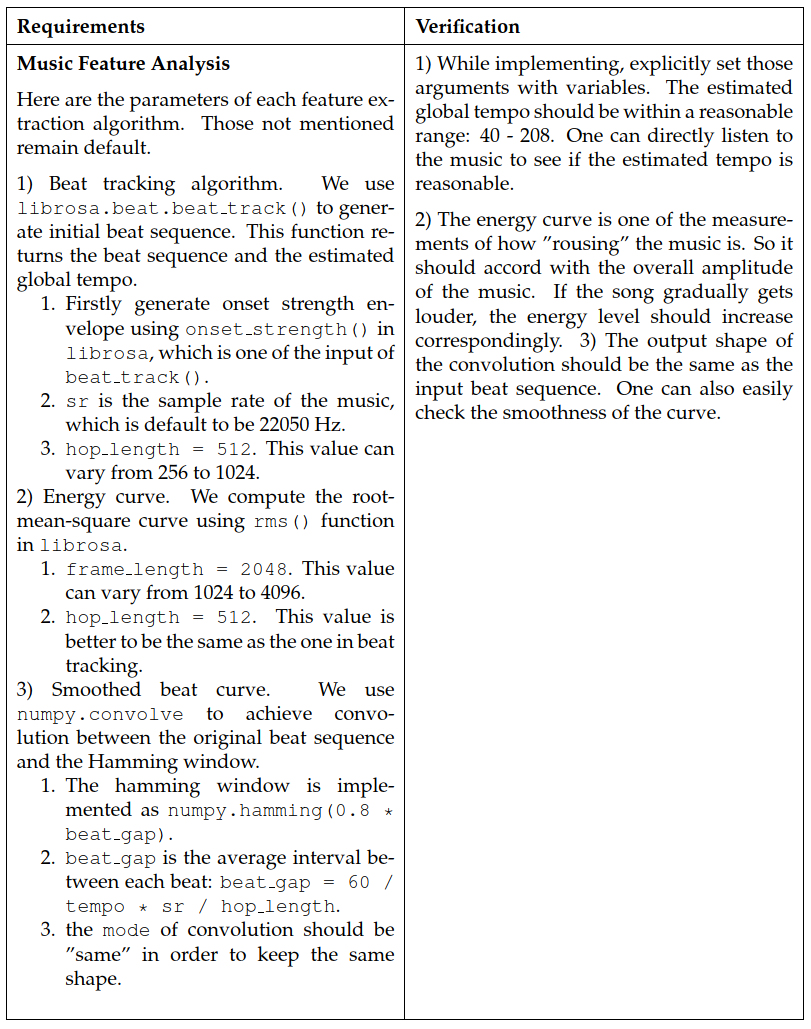 Requirements
Verification
Music Feature Analysis
Here are the parameters of each feature ex-
traction algorithm. Those not mentioned
remain default.
1) Beat tracking algorithm. We use
librosa.beat.beat_track() to gener-
ate initial beat sequence. This function re-
turns the beat sequence and the estimated
global tempo.
1. Firstly generate onset strength en-
velope using onset_strength() in
librosa, which is one of the input of
beat_track().
2. sr is the sample rate of the music,
which is default to be 22050 Hz.
3. hop_length = 512. This value can
vary from 256 to 1024.
2) Energy curve. We compute the root-
mean-square curve using rms() function
in librosa.
1. frame_length = 2048. This value
can vary from 1024 to 4096.
2. hop_length = 512. This value is
better to be the same as the one in beat
tracking.
3) Smoothed beat curve. We use
numpy.convolve to achieve convo-
lution between the original beat sequence
and the Hamming window.
1. The hamming window is imple-
mented as numpy.hamming(0.8 *
beat_gap).
2. beat_gap is the average interval be-
tween each beat: beat_gap = 60 /
tempo * sr / hop_length.
3. the mode of convolution should be
”same” in order to keep the same
shape.
1) While implementing, explicitly set those
arguments with variables. The estimated
global tempo should be within a reasonable
range: 40 - 208. One can directly listen to
the music to see if the estimated tempo is
reasonable.
2) The energy curve is one of the measure-
ments of how ”rousing” the music is. So it
should accord with the overall amplitude
of the music. If the song gradually gets
louder, the energy level should increase
correspondingly. 3) The output shape of
the convolution should be the same as the
input beat sequence. One can also easily
check the smoothness of the curve.